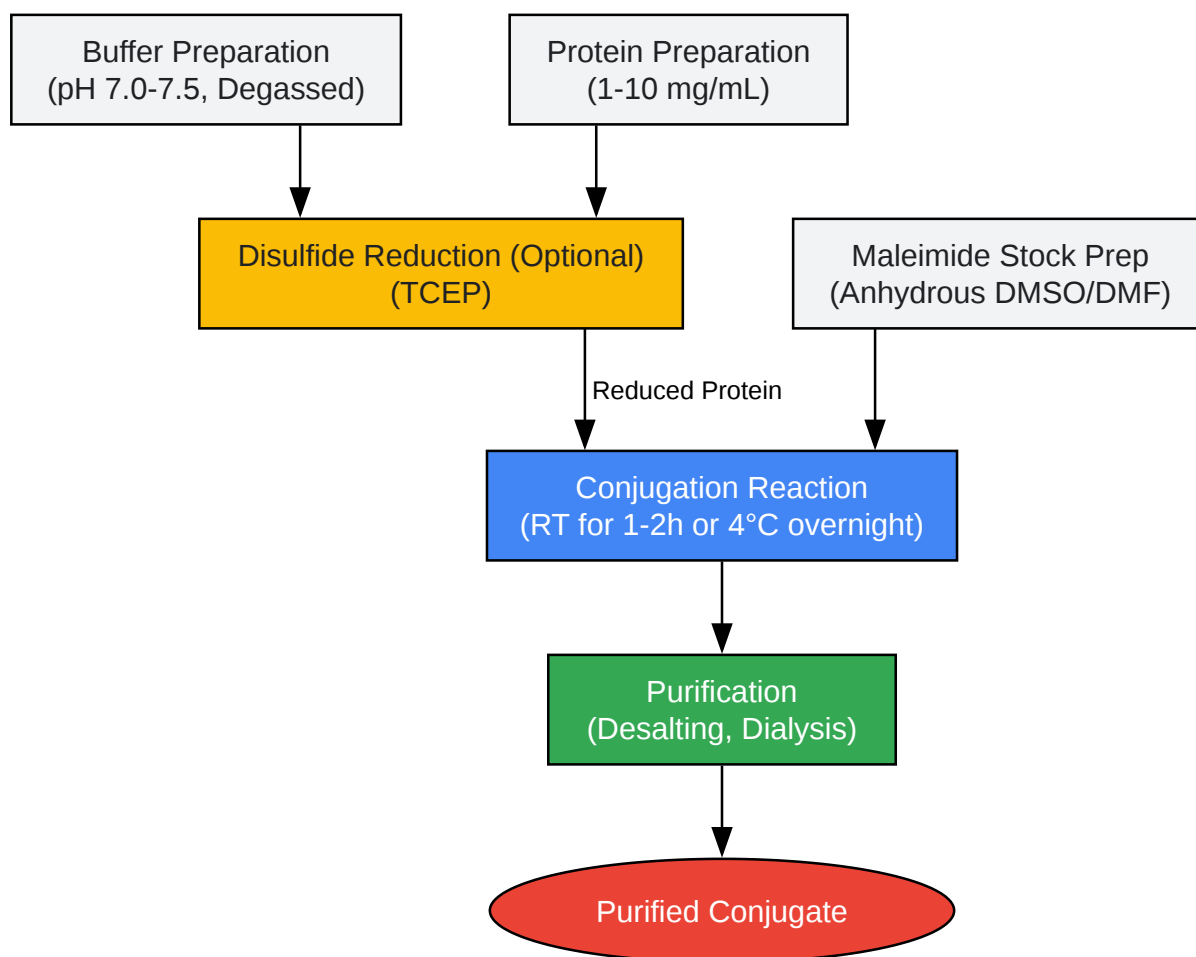 Buffer Preparation
(pH 7.0-7.5, Degassed)
Protein Preparation
(1-10 mg/mL)
Disulfide Reduction (Optional)
(TCEP)
Maleimide Stock Prep
(Anhydrous DMSO/DMF)
Reduced Protein
Conjugation Reaction
(RT for 1-2h or 4°C overnight)
Purification
(Desalting, Dialysis)
Purified Conjugate